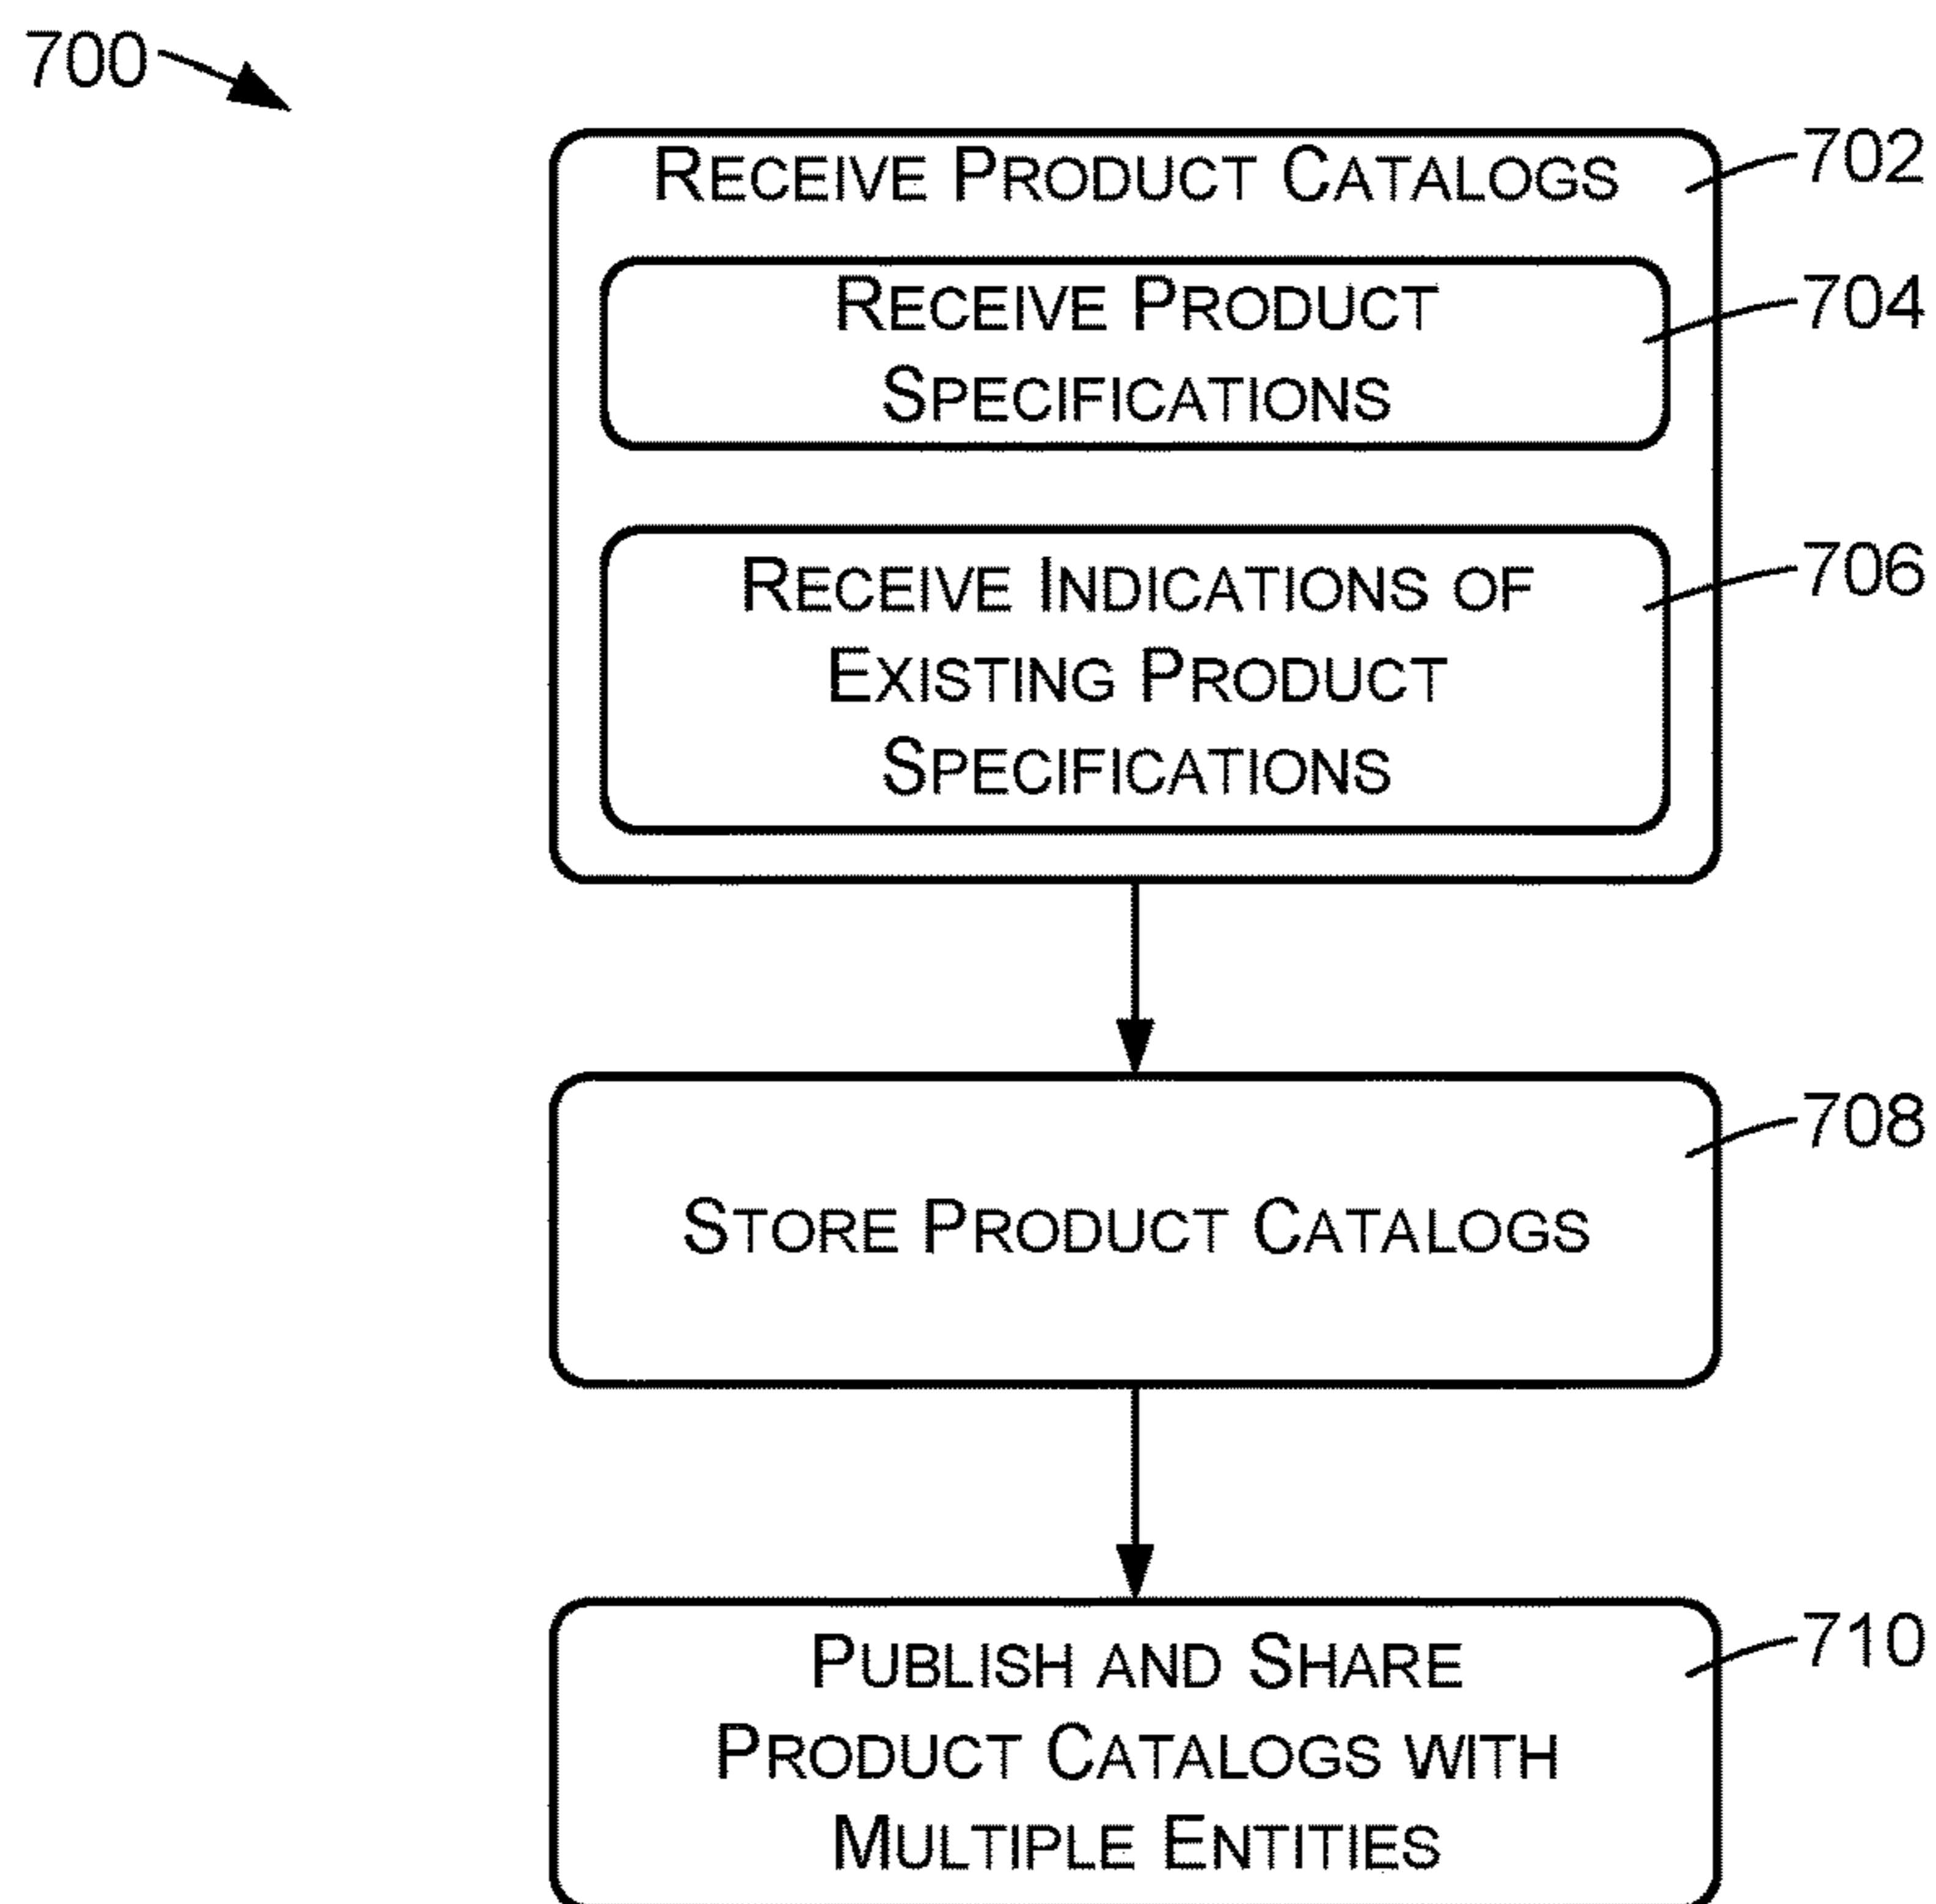 700
RECEIVE PRODUCT CATALOGS
702
RECEIVE PRODUCT
SPECIFICATIONS
704
RECEIVE INDICATIONS OF
EXISTING PRODUCT
SPECIFICATIONS
706
STORE PRODUCT CATALOGS
708
PUBLISH AND SHARE
PRODUCT CATALOGS WITH
MULTIPLE ENTITIES
710